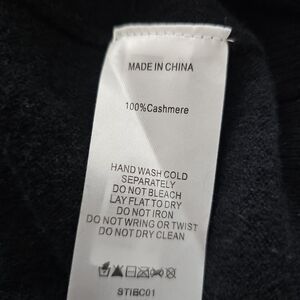 MADE IN CHINA
100%Cashmere
HAND WASH COLD
SEPARATELY
DO NOT BLEACH
LAY FLAT TO DRY
DO NOT IRON
DO NOT WRING OR TWIST
DO NOT DRY CLEAN
STIBC01